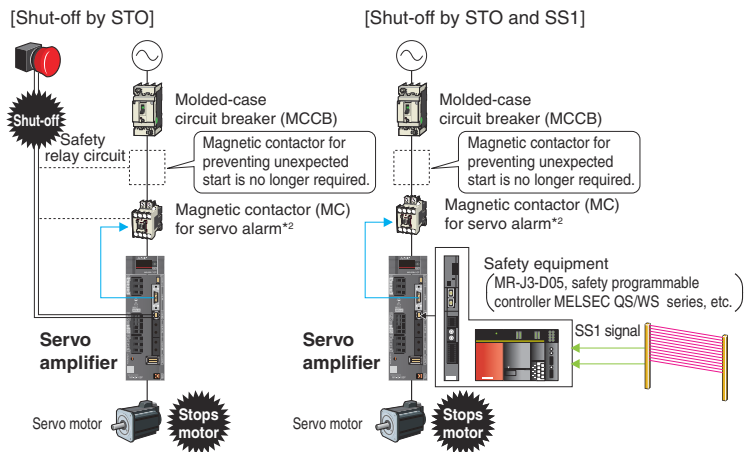 [Shut-off by STO]
Shut-off
Molded-case
circuit breaker (MCCB)
Safety
relay circuit
Magnetic contactor for
preventing unexpected
start is no longer required.
Magnetic contactor (MC)
for servo alarm*2
Servo
amplifier
Servo motor
Stops
motor
[Shut-off by STO and SS1]
Molded-case
circuit breaker (MCCB)
Magnetic contactor for
preventing unexpected
start is no longer required.
Magnetic contactor (MC)
for servo alarm*2
Safety equipment
(MR-J3-D05, safety programmable
controller MELSEC QS/WS series, etc.)
SS1 signal
Servo
amplifier
Servo motor
Stops
motor